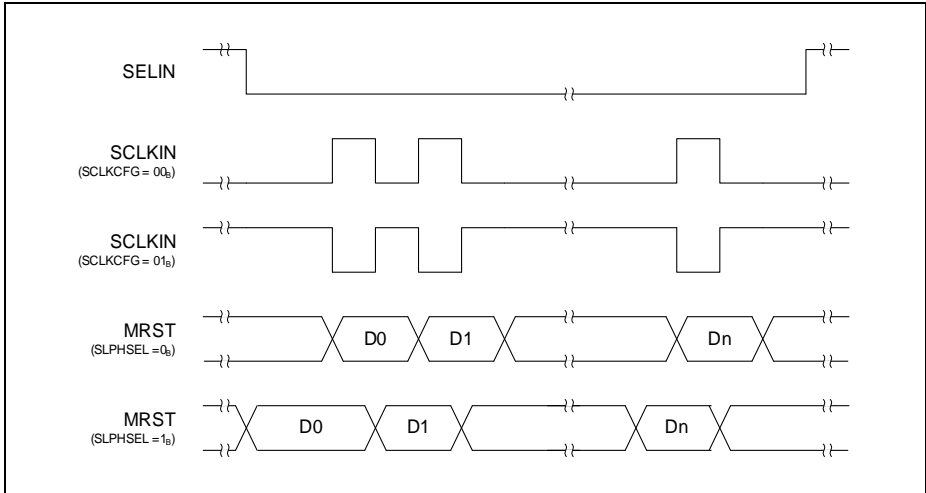 SELIN
SCLKIN
(SCLKCFG = 00B)
SCLKIN
(SCLKCFG = 01B)
MRST
(SLPHSEL =0B)
D0 D1 Dn
MRST
(SLPHSEL =1B)
D0 D1 Dn